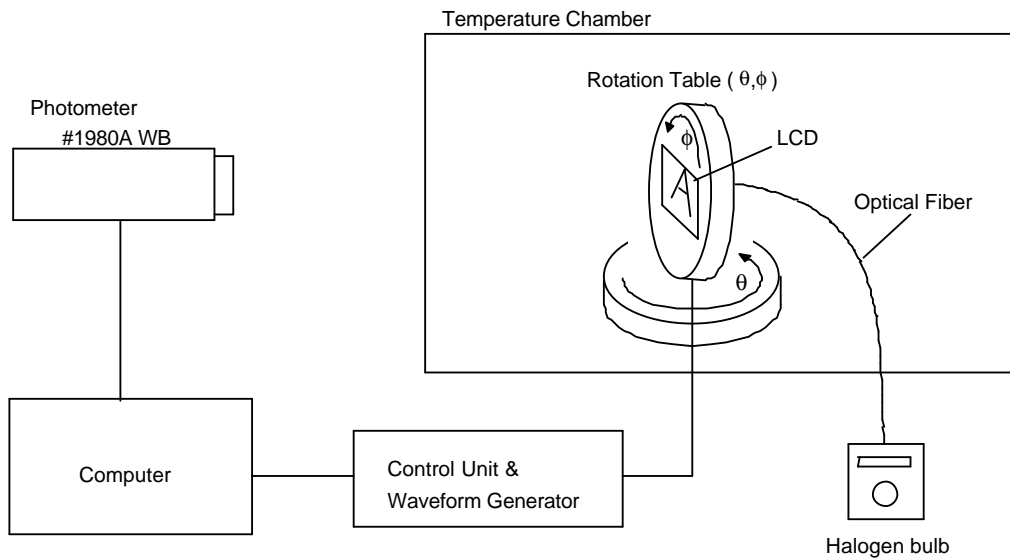 Temperature Chamber
Rotation Table ( θ,φ )
Photometer
#1980A WB
φ
LCD
A
Optical Fiber
θ
Computer
Control Unit &
Waveform Generator
Halogen bulb